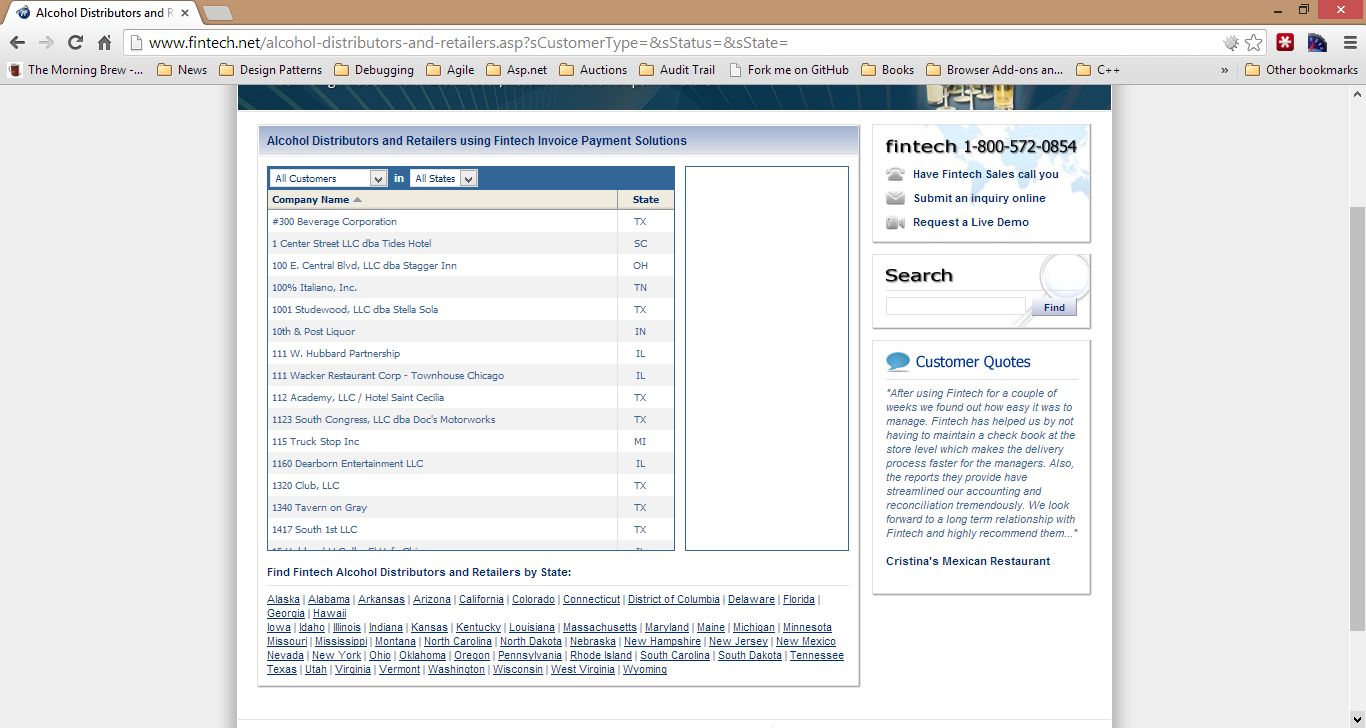 Alcohol Distributors and R
www.fintech.net/alcohol-distributors-and-retailers.asp?sCustomerType=&sStatus=&sState=
The Morning Brew -... News Design Patterns Debugging Agile Asp.net Auctions Audit Trail Fork me on GitHub Books Browser Add-ons an... C++ » Other bookmarks
Alcohol Distributors and Retailers using Fintech Invoice Payment Solutions
All Customers in All States
Company Name State
#300 Beverage Corporation TX
1 Center Street LLC dba Tides Hotel SC
100 E. Central Blvd, LLC dba Stagger Inn OH
100% Italiano, Inc. TN
1001 Studewood, LLC dba Stella Sola TX
10th & Post Liquor IN
111 W. Hubbard Partnership IL
111 Wacker Restaurant Corp - Townhouse Chicago IL
112 Academy, LLC / Hotel Saint Cecilia TX
1123 South Congress, LLC dba Doc's Motorworks TX
115 Truck Stop Inc MI
1160 Dearborn Entertainment LLC IL
1320 Club, LLC TX
1340 Tavern on Gray TX
1417 South 1st LLC TX
Find Fintech Alcohol Distributors and Retailers by State:
Alaska | Alabama | Arkansas | Arizona | California | Colorado | Connecticut | District of Columbia | Delaware | Florida |
Georgia | Hawaii
Iowa | Idaho | Illinois | Indiana | Kansas | Kentucky | Louisiana | Massachusetts | Maryland | Maine | Michigan | Minnesota
Missouri | Mississippi | Montana | North Carolina | North Dakota | Nebraska | New Hampshire | New Jersey | New Mexico
Nevada | New York | Ohio | Oklahoma | Oregon | Pennsylvania | Rhode Island | South Carolina | South Dakota | Tennessee
Texas | Utah | Virginia | Vermont | Washington | Wisconsin | West Virginia | Wyoming
fintech 1-800-572-0854
Have Fintech Sales call you
Submit an inquiry online
Request a Live Demo
Search
Find
Customer Quotes
"After using Fintech for a couple of
weeks we found out how easy it was to
manage. Fintech has helped us by not
having to maintain a check book at the
store level which makes the delivery
process faster for the managers. Also,
the reports they provide have
streamlined our accounting and
reconciliation tremendously. We look
forward to a long term relationship with
Fintech and highly recommend them..."
Cristina's Mexican Restaurant